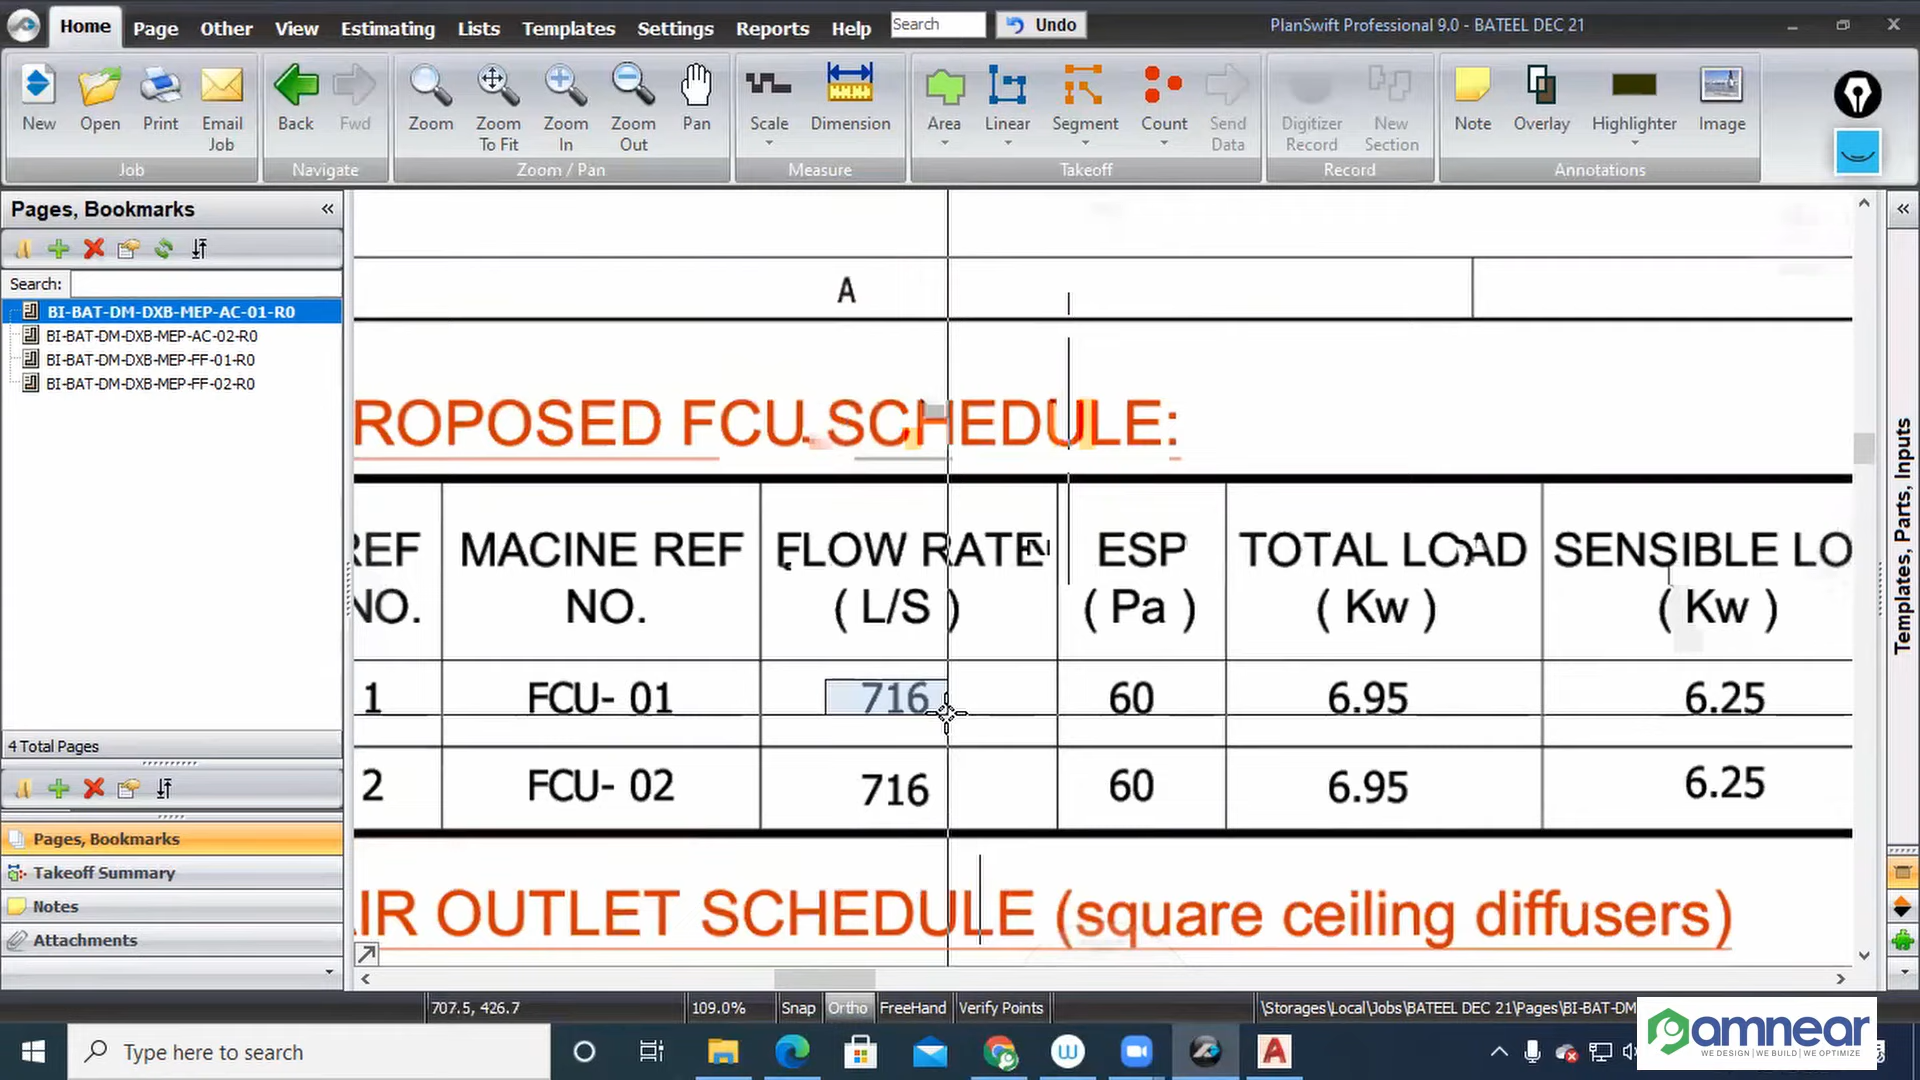 Home Page Other View Estimating Lists Templates Settings Reports Help Search Undo PlanSwift Professional 9.0 - BATEEL DEC 21
New Open Print Email Job Back Fwd Zoom Zoom To Fit Zoom In Zoom Out Pan Scale Dimension Area Linear Segment Count Send Data Digitizer Record New Section Note Overlay Highlighter Image
Job Navigate Zoom / Pan Measure Takeoff Record Annotations
Pages, Bookmarks
Search:
BI-BAT-DM-DXB-MEP-AC-01-R0
BI-BAT-DM-DXB-MEP-AC-02-R0
BI-BAT-DM-DXB-MEP-FF-01-R0
BI-BAT-DM-DXB-MEP-FF-02-R0
4 Total Pages
Pages, Bookmarks
Takeoff Summary
Notes
Attachments
A
ROPOSED FCU SCHEDULE:
REF NO. MACINE REF NO. FLOW RATE ( L/S ) ESP ( Pa ) TOTAL LOAD ( Kw ) SENSIBLE LO ( Kw )
1 FCU- 01 716 60 6.95 6.25
2 FCU- 02 716 60 6.95 6.25
AIR OUTLET SCHEDULE (square ceiling diffusers)
Templates, Parts, Inputs
707.5, 426.7 109.0% Snap Ortho FreeHand Verify Points \Storages\Local\Jobs\BATEEL DEC 21\Pages\BI-BAT-DM
Type here to search
amnear
WE DESIGN | WE BUILD | WE OPTIMIZE